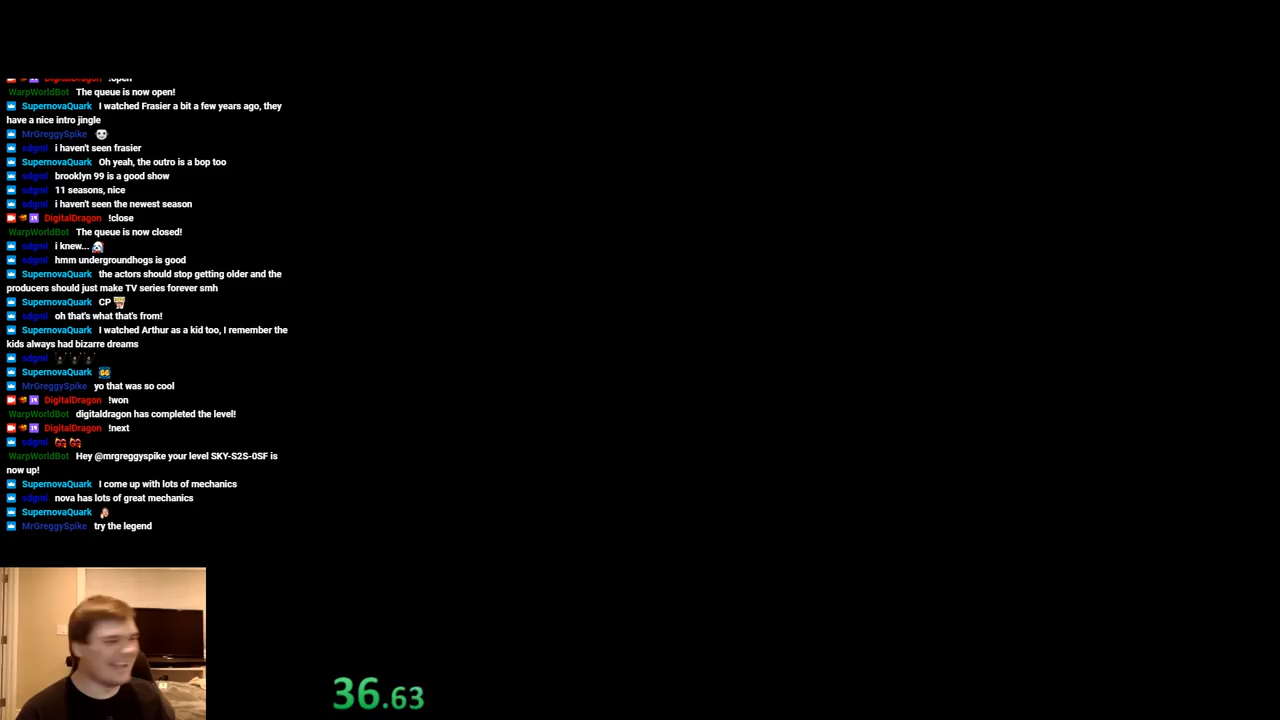 DigitalDragon !open
WarpWorldBot The queue is now open!
SupernovaQuark I watched Frasier a bit a few years ago, they
have a nice intro jingle
MrGreggySpike
sdgml i haven't seen frasier
SupernovaQuark Oh yeah, the outro is a bop too
sdgml brooklyn 99 is a good show
sdgml 11 seasons, nice
sdgml i haven't seen the newest season
DigitalDragon !close
WarpWorldBot The queue is now closed!
sdgml i knew...
sdgml hmm undergroundhogs is good
SupernovaQuark the actors should stop getting older and the
producers should just make TV series forever smh
SupernovaQuark CP
sdgml oh that's what that's from!
SupernovaQuark I watched Arthur as a kid too, I remember the
kids always had bizarre dreams
sdgml
SupernovaQuark
MrGreggySpike yo that was so cool
DigitalDragon !won
WarpWorldBot digitaldragon has completed the level!
DigitalDragon !next
sdgml
WarpWorldBot Hey @mrgreggyspike your level SKY-S2S-0SF is
now up!
SupernovaQuark I come up with lots of mechanics
sdgml nova has lots of great mechanics
SupernovaQuark
MrGreggySpike try the legend
36.63